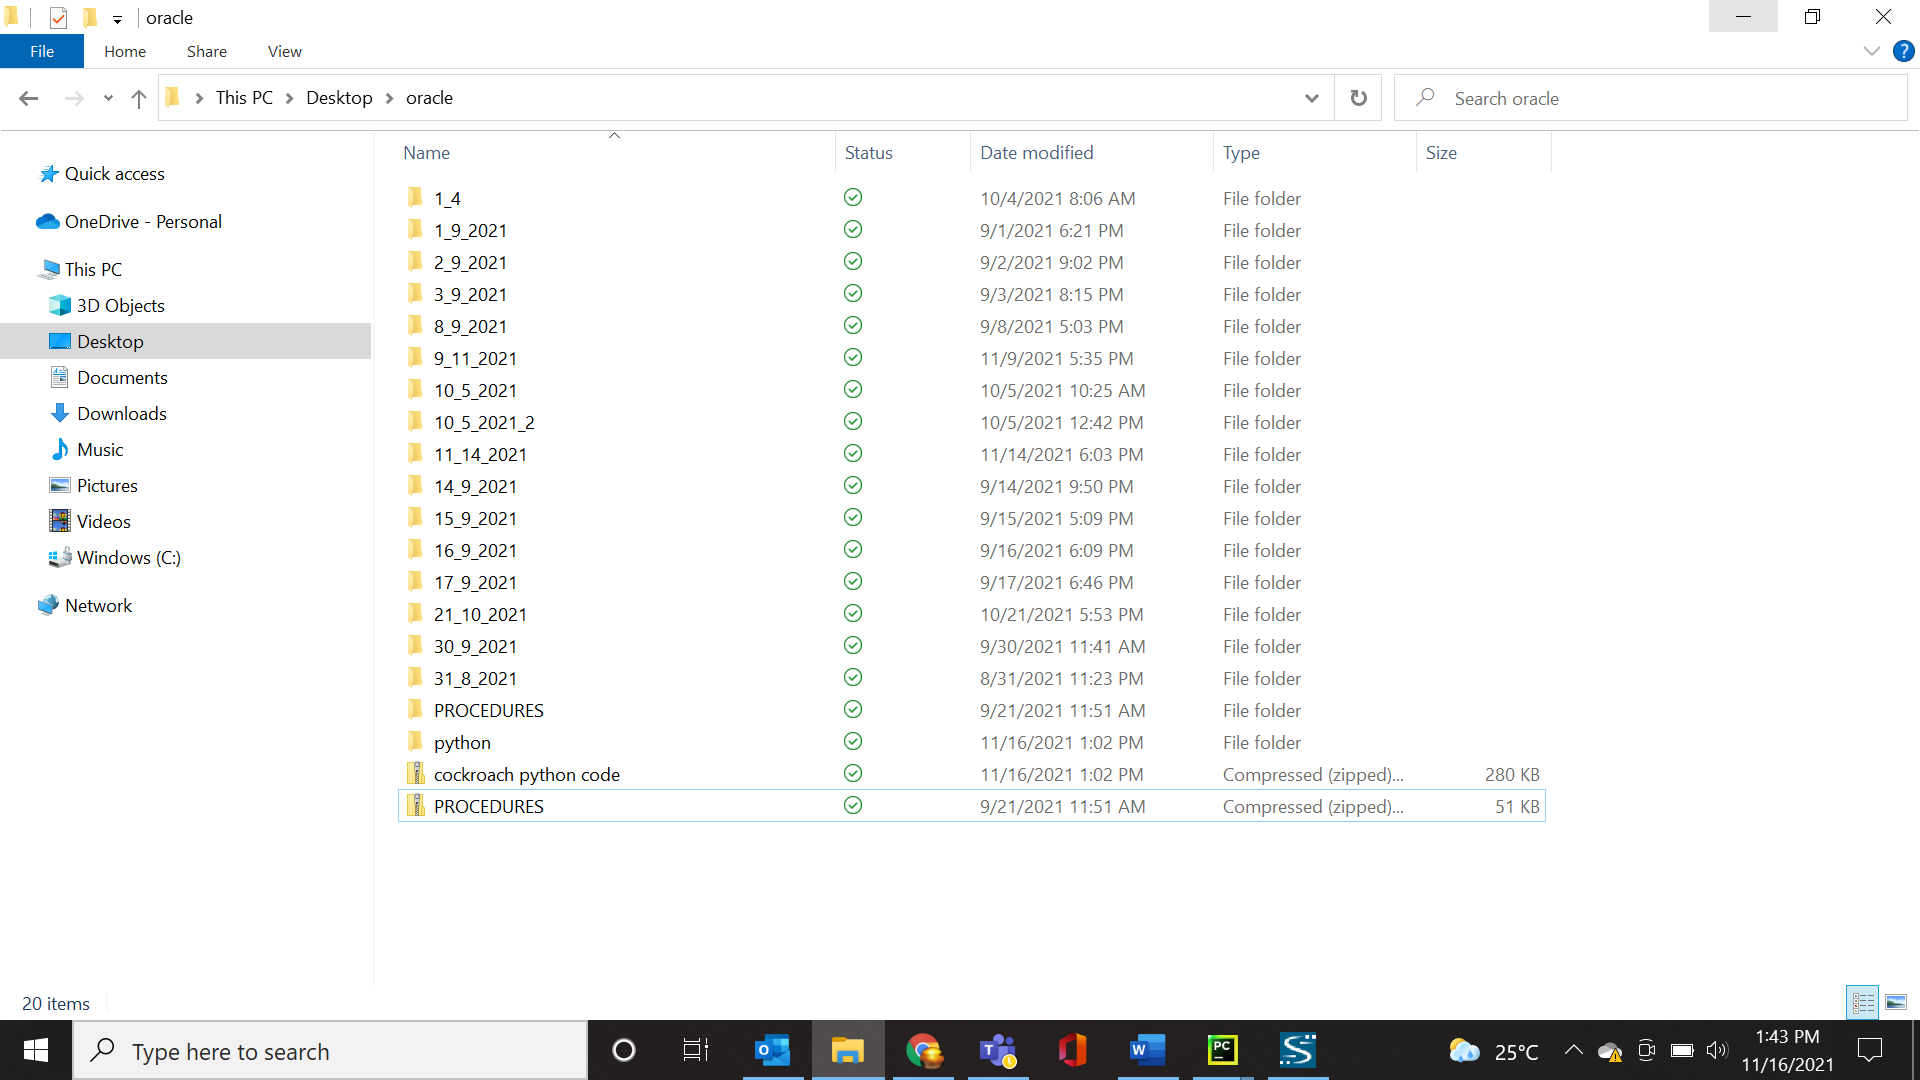 oracle
File Home Share View
This PC Desktop oracle
Search oracle
Name Status Date modified Type Size
Quick access
OneDrive - Personal
This PC
3D Objects
Desktop
Documents
Downloads
Music
Pictures
Videos
Windows (C:)
Network
1_4 10/4/2021 8:06 AM File folder
1_9_2021 9/1/2021 6:21 PM File folder
2_9_2021 9/2/2021 9:02 PM File folder
3_9_2021 9/3/2021 8:15 PM File folder
8_9_2021 9/8/2021 5:03 PM File folder
9_11_2021 11/9/2021 5:35 PM File folder
10_5_2021 10/5/2021 10:25 AM File folder
10_5_2021_2 10/5/2021 12:42 PM File folder
11_14_2021 11/14/2021 6:03 PM File folder
14_9_2021 9/14/2021 9:50 PM File folder
15_9_2021 9/15/2021 5:09 PM File folder
16_9_2021 9/16/2021 6:09 PM File folder
17_9_2021 9/17/2021 6:46 PM File folder
21_10_2021 10/21/2021 5:53 PM File folder
30_9_2021 9/30/2021 11:41 AM File folder
31_8_2021 8/31/2021 11:23 PM File folder
PROCEDURES 9/21/2021 11:51 AM File folder
python 11/16/2021 1:02 PM File folder
cockroach python code 11/16/2021 1:02 PM Compressed (zipped)... 280 KB
PROCEDURES 9/21/2021 11:51 AM Compressed (zipped)... 51 KB
20 items
Type here to search
25°C
1:43 PM
11/16/2021